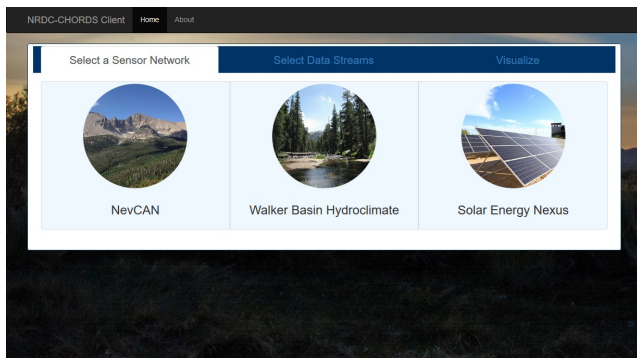 NRDC-CHORDS Client Home About
Select a Sensor Network Select Data Streams Visualize
NevCAN Walker Basin Hydroclimate Solar Energy Nexus